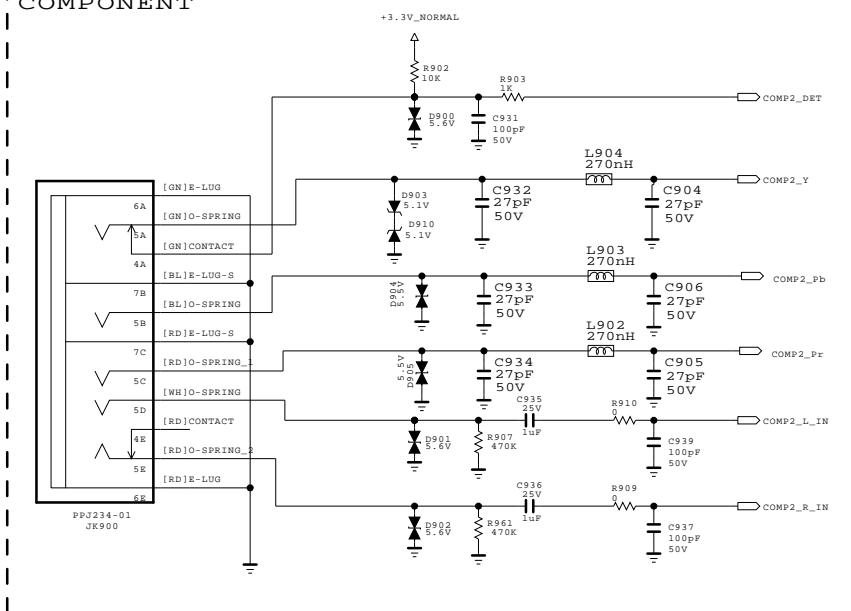 COMPONENT
+3.3V_NORMAL
R902
10K
R903
1K
COMP2_DET
D900
5.6V
C931
100pF
50V
L904
270nH
[GN]E-LUG
COMP2_Y
6A
D903
5.1V
C932
27pF
50V
C904
27pF
50V
[GN]O-SPRING
5A
D910
5.1V
[GN]CONTACT
4A
L903
270nH
[BL]E-LUG-S
COMP2_Pb
7B
D904
5.5V
C933
27pF
50V
C906
27pF
50V
[BL]O-SPRING
5B
L902
270nH
[RD]E-LUG-S
COMP2_Pr
7C
5.5V
D905
C934
27pF
50V
C905
27pF
50V
[RD]O-SPRING_1
5C
[WH]O-SPRING
5D
C935
25V
1uF
R910
0
COMP2_L_IN
[RD]CONTACT
4E
D901
5.6V
R907
470K
C939
100pF
50V
[RD]O-SPRING_2
5E
[RD]E-LUG
6E
C936
25V
1uF
R909
0
COMP2_R_IN
PPJ234-01
JK900
D902
5.6V
R961
470K
C937
100pF
50V